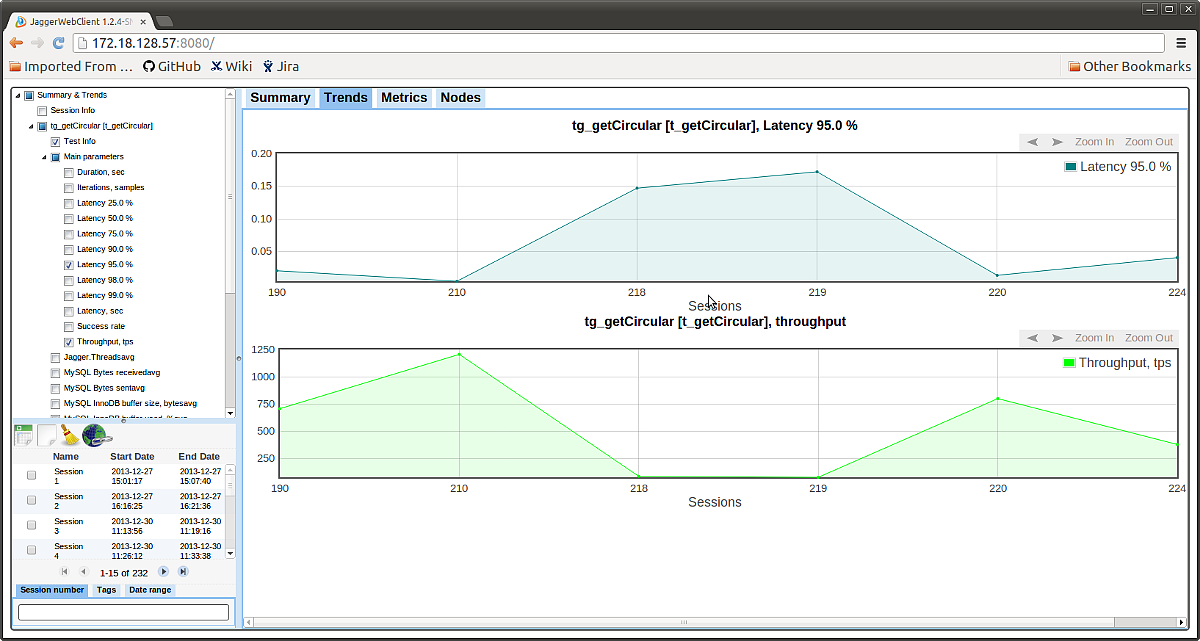 JaggerWebClient 1.2.4-SN
172.18.128.57:8080/
Imported From ... GitHub Wiki Jira Other Bookmarks
Summary & Trends
Session Info
tg_getCircular [t_getCircular]
Test Info
Main parameters
Duration, sec
Iterations, samples
Latency 25.0 %
Latency 50.0 %
Latency 75.0 %
Latency 90.0 %
Latency 95.0 %
Latency 98.0 %
Latency 99.0 %
Latency, sec
Success rate
Throughput, tps
Jagger.Threadsavg
MySQL Bytes receivedavg
MySQL Bytes sentavg
MySQL InnoDB buffer size, bytesavg
Name Start Date End Date
Session 1 2013-12-27 15:01:17 2013-12-27 15:07:40
Session 2 2013-12-27 16:16:25 2013-12-27 16:21:36
Session 3 2013-12-30 11:13:56 2013-12-30 11:19:16
Session 4 2013-12-30 11:26:12 2013-12-30 11:33:38
1-15 of 232
Session number Tags Date range
Summary Trends Metrics Nodes
tg_getCircular [t_getCircular], Latency 95.0 %
Zoom In Zoom Out
Latency 95.0 %
0.20
0.15
0.10
0.05
190 210 218 219 220 224
Sessions
tg_getCircular [t_getCircular], throughput
Zoom In Zoom Out
Throughput, tps
1250
1000
750
500
250
190 210 218 219 220 224
Sessions